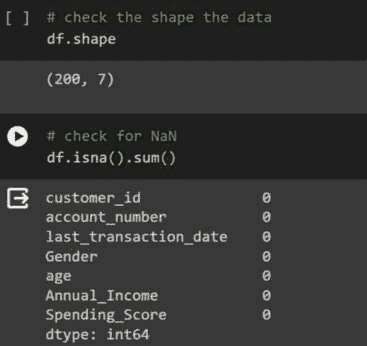 [ ] # check the shape the data
df.shape
(200, 7)
# check for NaN
df.isna().sum()
customer_id 0
account_number 0
last_transaction_date 0
Gender 0
age 0
Annual_Income 0
Spending_Score 0
dtype: int64